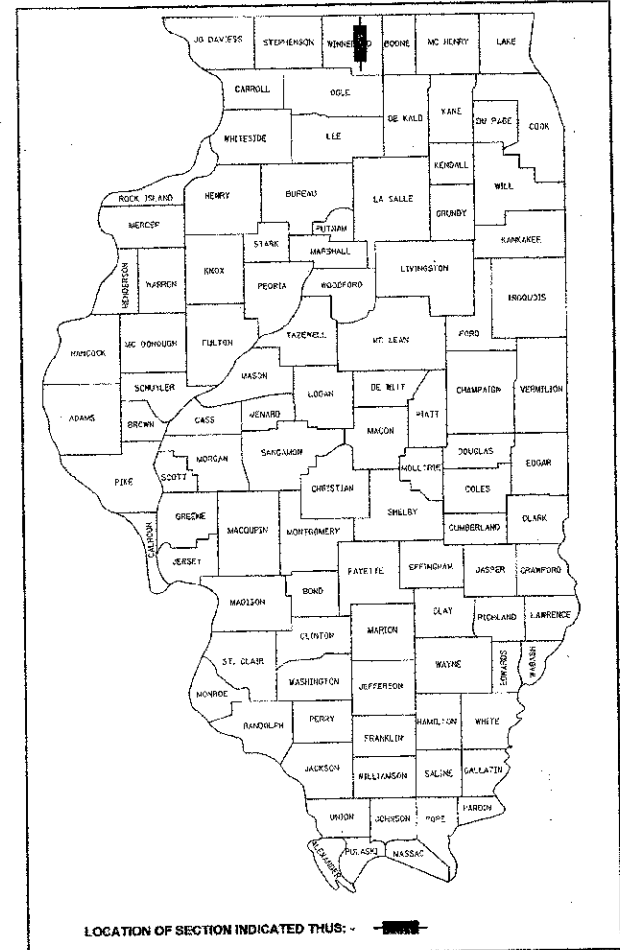 JO DAVIESS STEPHENSON WINNEBAGO BOONE MC HENRY LAKE
CARROLL OGLE
DE KALB KANE DU PAGE COOK
WHITESIDE LEE
KENDALL
WILL
ROCK ISLAND HENRY BUREAU LA SALLE GRUNDY
MERCER PUTNAM KANKAKEE
STARK MARSHALL
HENDERSON WARREN KNOX PEORIA WOODFORD LIVINGSTON IROQUOIS
HANCOCK MC DONOUGH FULTON TAZEWELL MC LEAN FORD
MASON
SCHUYLER LOGAN DE WITT CHAMPAIGN VERMILION
ADAMS BROWN CASS MENARD PIATT
MACON
MORGAN SANGAMON DOUGLAS
PIKE SCOTT MOULTRIE EDGAR
CHRISTIAN COLES
GREENE SHELBY
CALHOUN MACOUPIN MONTGOMERY CUMBERLAND CLARK
JERSEY FAYETTE EFFINGHAM JASPER CRAWFORD
MADISON BOND
CLAY RICHLAND LAWRENCE
CLINTON MARION
ST. CLAIR WAYNE EDWARDS WABASH
MONROE WASHINGTON JEFFERSON
RANDOLPH PERRY HAMILTON WHITE
FRANKLIN
JACKSON WILLIAMSON SALINE GALLATIN
UNION JOHNSON POPE HARDIN
ALEXANDER PULASKI MASSAC
LOCATION OF SECTION INDICATED THUS: -